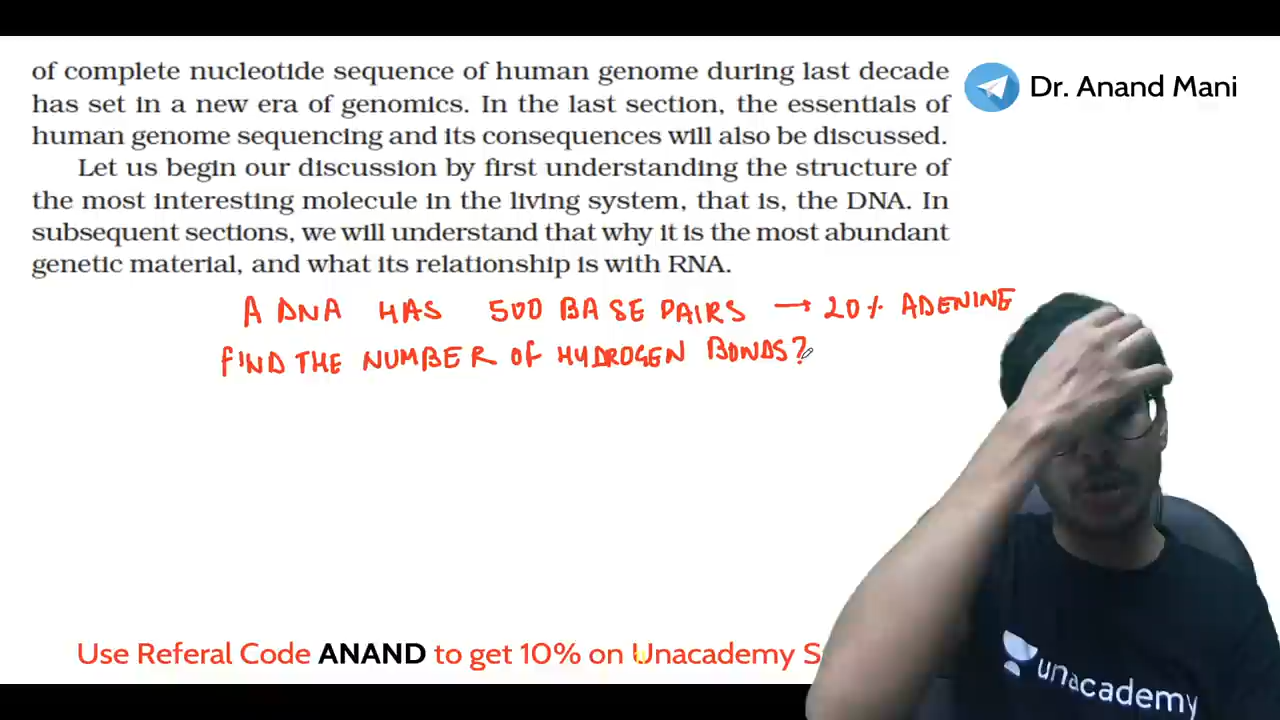 of complete nucleotide sequence of human genome during last decade
has set in a new era of genomics. In the last section, the essentials of
human genome sequencing and its consequences will also be discussed.
Let us begin our discussion by first understanding the structure of
the most interesting molecule in the living system, that is, the DNA. In
subsequent sections, we will understand that why it is the most abundant
genetic material, and what its relationship is with RNA.
Dr. Anand Mani
A DNA HAS 500 BASE PAIRS → 20% ADENINE
FIND THE NUMBER OF HYDROGEN BONDS?
Use Referal Code ANAND to get 10% on Unacademy S
unacademy